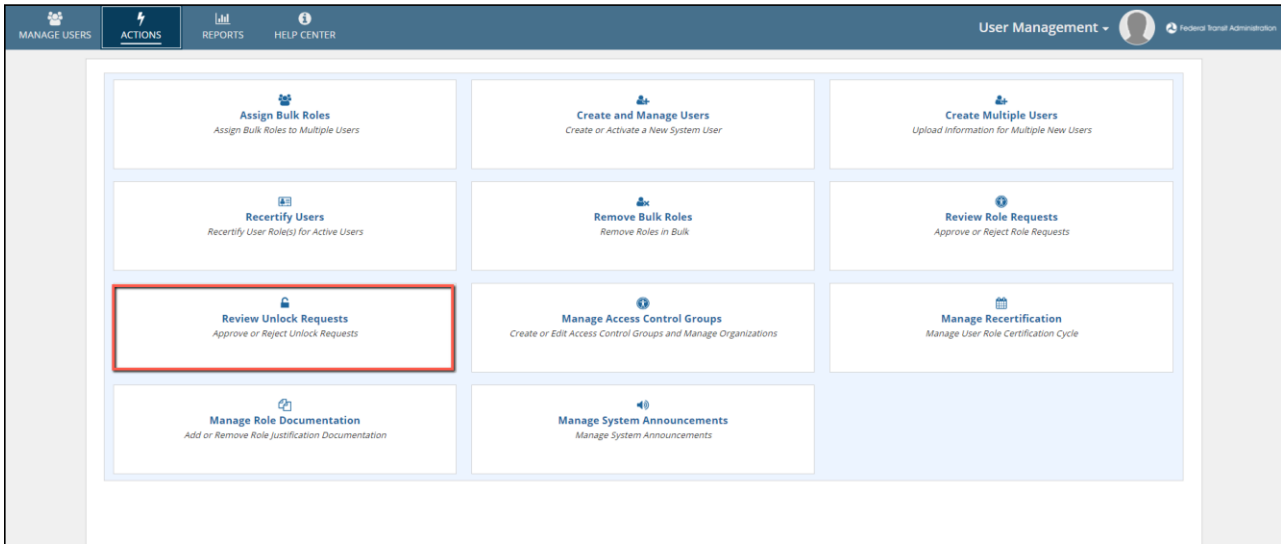 MANAGE USERS
ACTIONS
REPORTS
HELP CENTER
User Management
Federal Transit Administration
Assign Bulk Roles
Assign Bulk Roles to Multiple Users
Create and Manage Users
Create or Activate a New System User
Create Multiple Users
Upload Information for Multiple New Users
Recertify Users
Recertify User Role(s) for Active Users
Remove Bulk Roles
Remove Roles in Bulk
Review Role Requests
Approve or Reject Role Requests
Review Unlock Requests
Approve or Reject Unlock Requests
Manage Access Control Groups
Create or Edit Access Control Groups and Manage Organizations
Manage Recertification
Manage User Role Certification Cycle
Manage Role Documentation
Add or Remove Role Justification Documentation
Manage System Announcements
Manage System Announcements